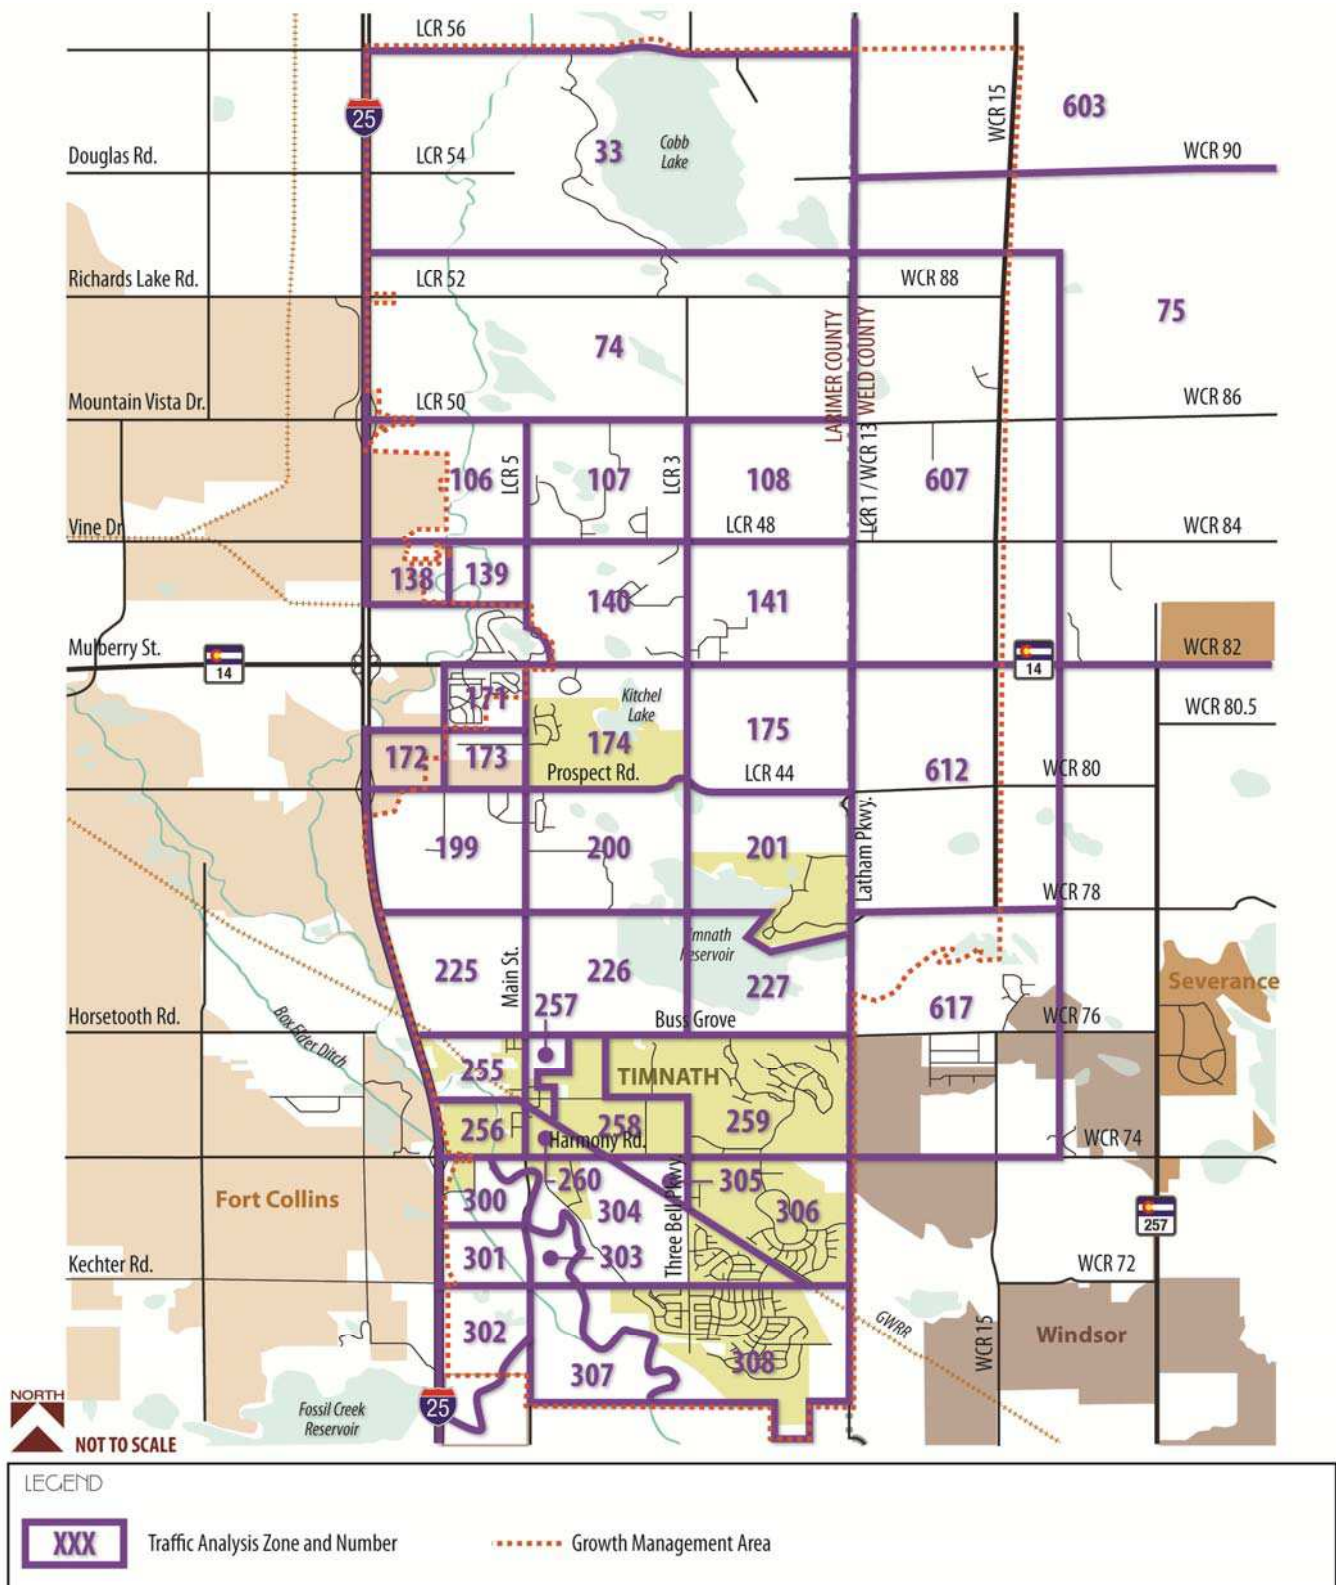 LCR 56
25
WCR 15
603
Douglas Rd.
LCR 54
33
Cobb
Lake
WCR 90
Richards Lake Rd.
LCR 52
WCR 88
75
LARIMER COUNTY
WELD COUNTY
74
Mountain Vista Dr.
LCR 50
WCR 86
106
LCR 5
107
LCR 3
108
LCR 1 / WCR 13
607
Vine Dr
LCR 48
WCR 84
138
139
140
141
Mulberry St.
14
14
WCR 82
171
Kitchel
Lake
WCR 80.5
172
173
174
175
Prospect Rd.
LCR 44
612
WCR 80
199
200
201
Latham Pkwy.
WCR 78
225
Main St.
226
Timnath
Reservoir
227
Severance
257
617
Horsetooth Rd.
Box Elder Ditch
Buss Grove
WCR 76
255
TIMNATH
256
258
259
Harmony Rd.
WCR 74
Fort Collins
300
260
304
Three Bell Pkwy.
305
306
257
301
303
Kechter Rd.
WCR 72
302
307
308
GWRR
WCR 15
Windsor
NORTH
NOT TO SCALE
Fossil Creek
Reservoir
25
LEGEND
XXX
Traffic Analysis Zone and Number
Growth Management Area